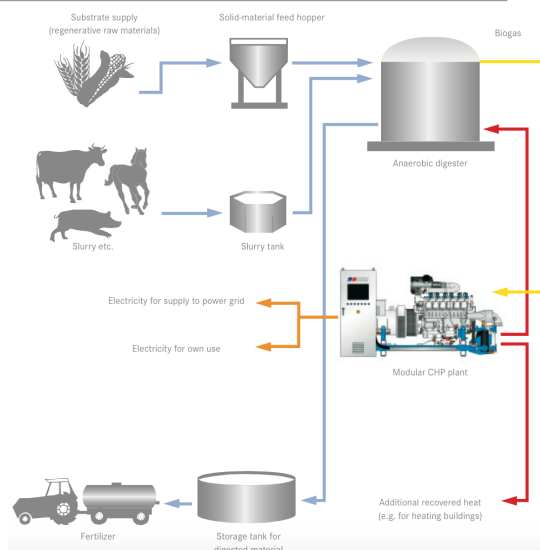 Substrate supply
(regenerative raw materials)
Solid-material feed hopper
Biogas
Anaerobic digester
Slurry etc.
Slurry tank
Electricity for supply to power grid
Electricity for own use
Modular CHP plant
Additional recovered heat
(e.g. for heating buildings)
Fertilizer
Storage tank for
digested material